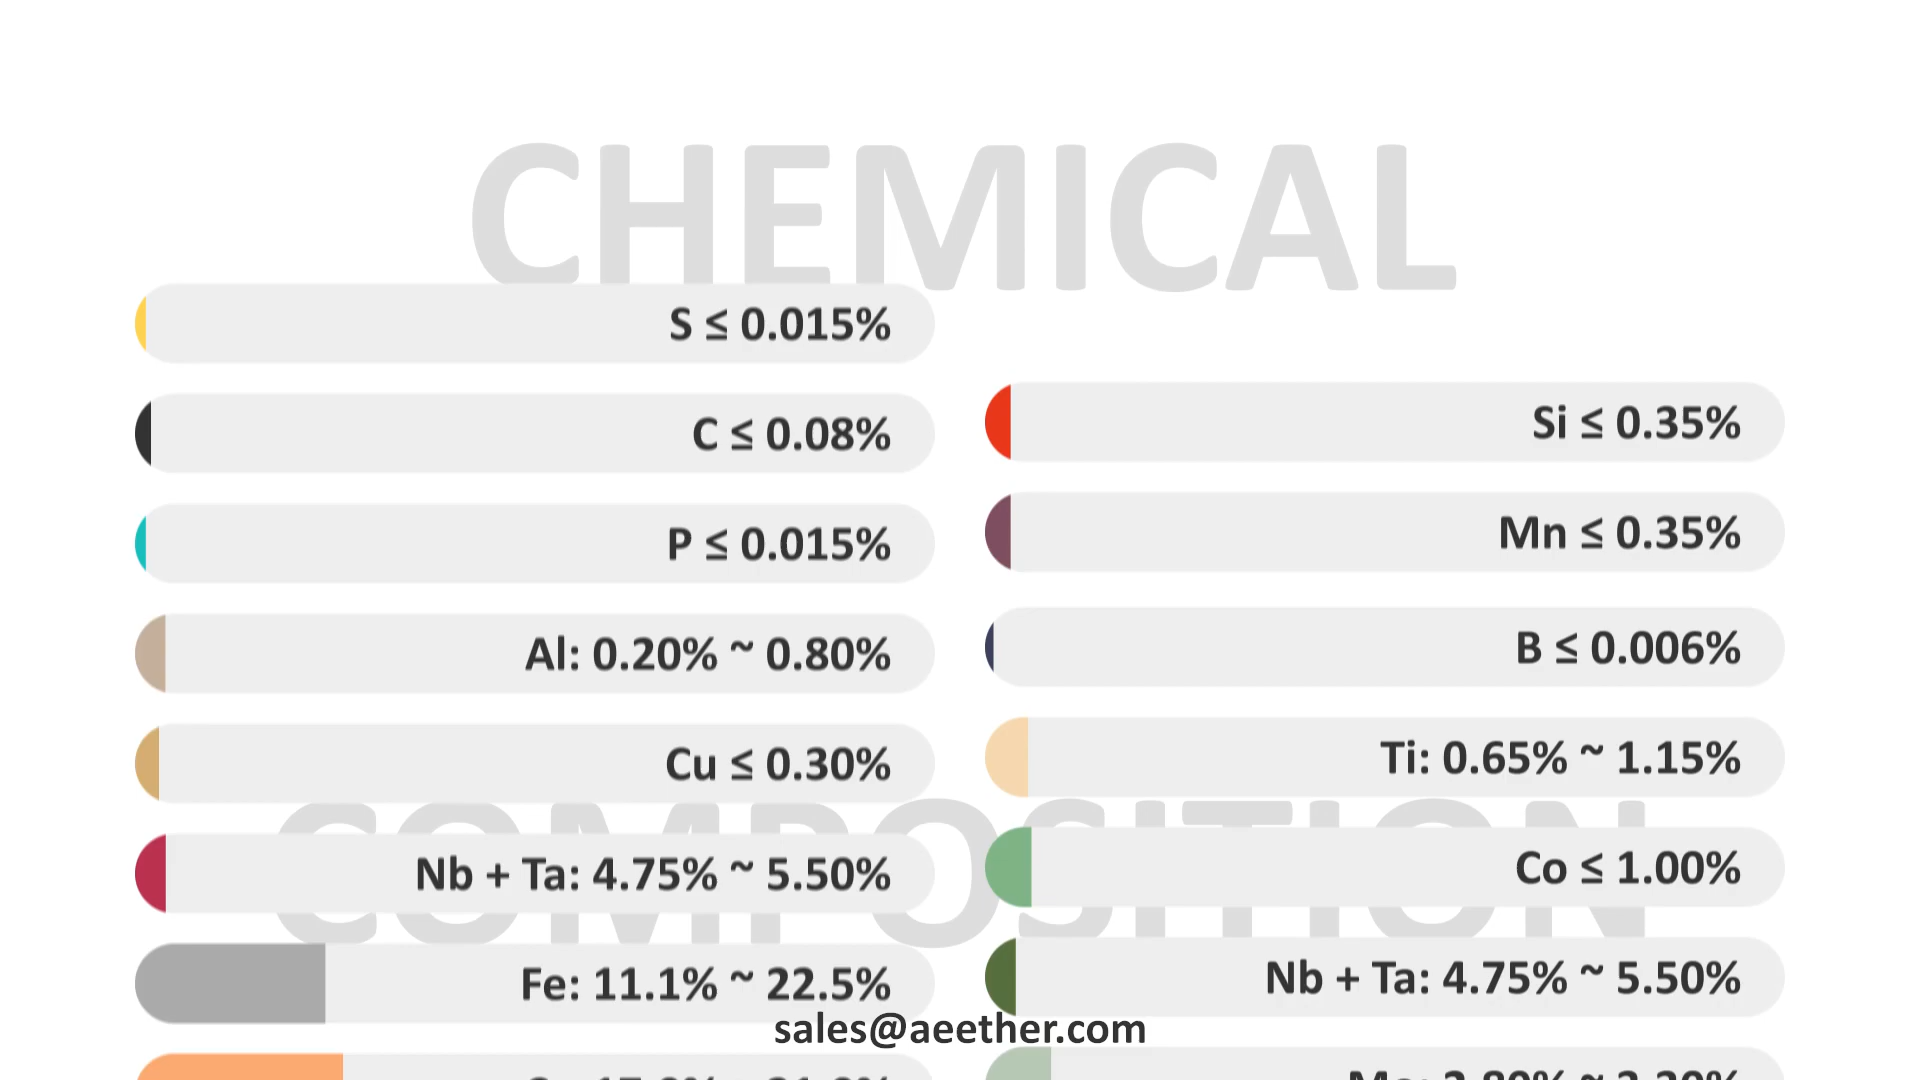 CHEMICAL
S ≤ 0.015%
C ≤ 0.08%
P ≤ 0.015%
Al: 0.20% ~ 0.80%
Cu ≤ 0.30%
Nb + Ta: 4.75% ~ 5.50%
Fe: 11.1% ~ 22.5%
Si ≤ 0.35%
Mn ≤ 0.35%
B ≤ 0.006%
Ti: 0.65% ~ 1.15%
Co ≤ 1.00%
Nb + Ta: 4.75% ~ 5.50%
COMPOSITION
sales@aeether.com